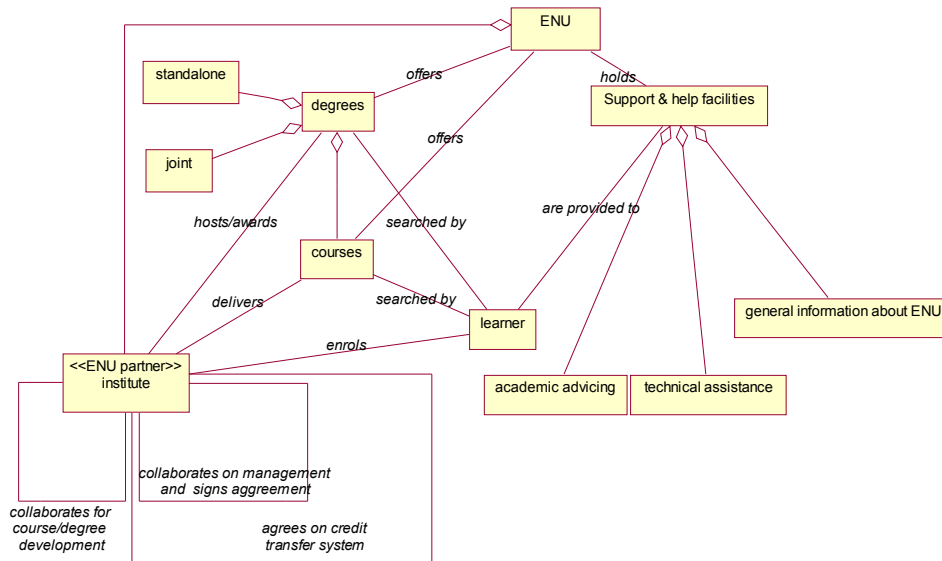 ENU
standalone
offers
holds
degrees
Support & help facilities
offers
joint
hosts/awards
searched by
are provided to
courses
delivers
searched by
general information about ENU
learner
enrols
<<ENU partner>>
institute
academic advicing
technical assistance
collaborates on management
and signs aggreement
collaborates for
course/degree
development
agrees on credit
transfer system